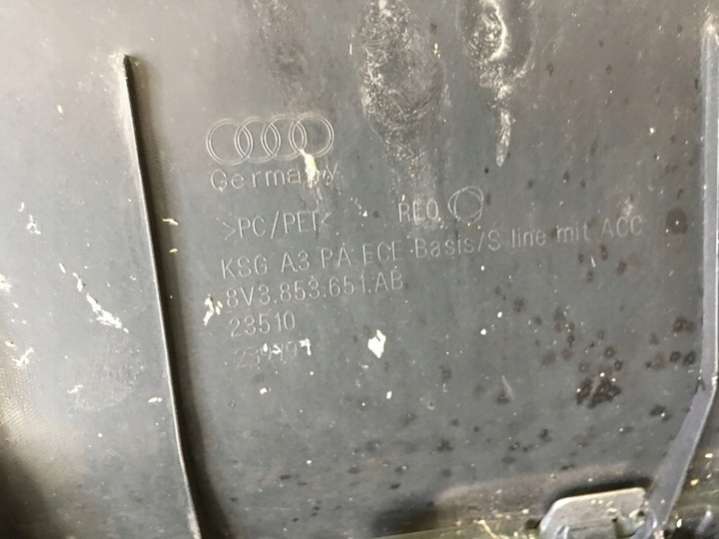 Germany
>PC/PET< REO
KSG A3 PA ECE-Basis/S line mit ACC
8V3.853.651.AB
23510